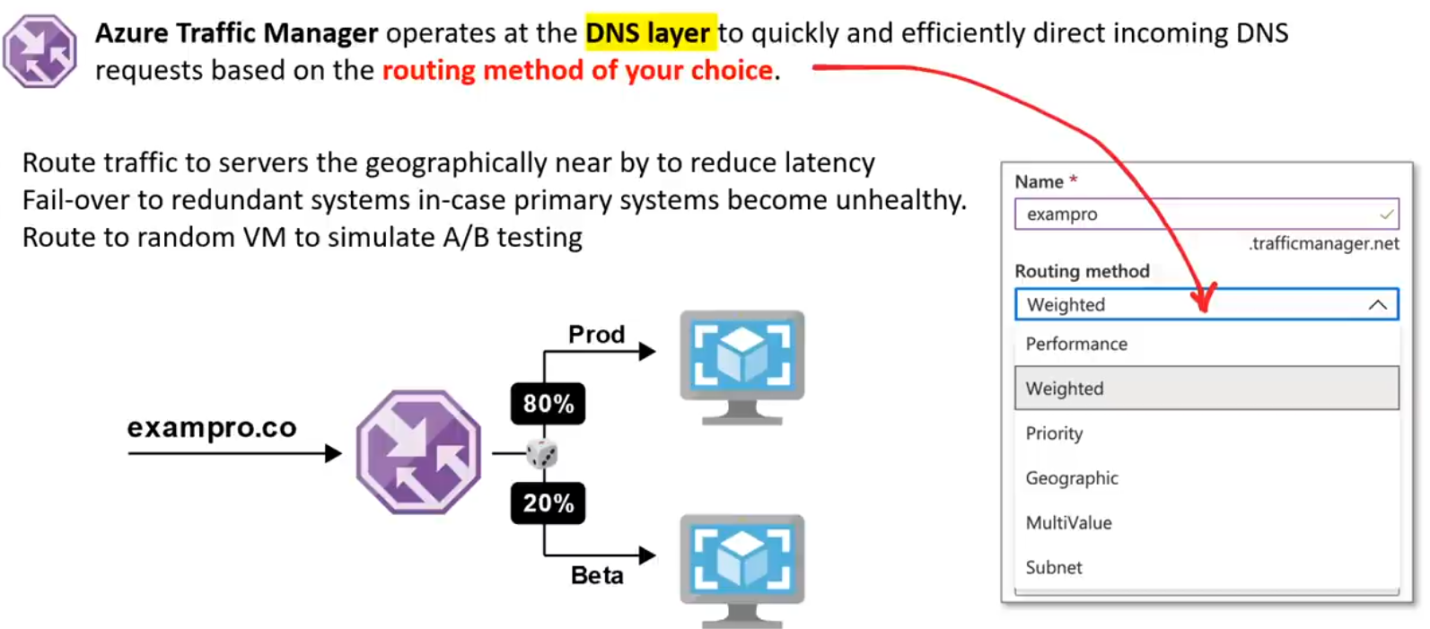 Azure Traffic Manager operates at the DNS layer to quickly and efficiently direct incoming DNS
requests based on the routing method of your choice.
Route traffic to servers the geographically near by to reduce latency
Fail-over to redundant systems in-case primary systems become unhealthy.
Route to random VM to simulate A/B testing
exampro.co
Prod
80%
20%
Beta
Name *
exampro
.trafficmanager.net
Routing method
Weighted
Performance
Weighted
Priority
Geographic
MultiValue
Subnet